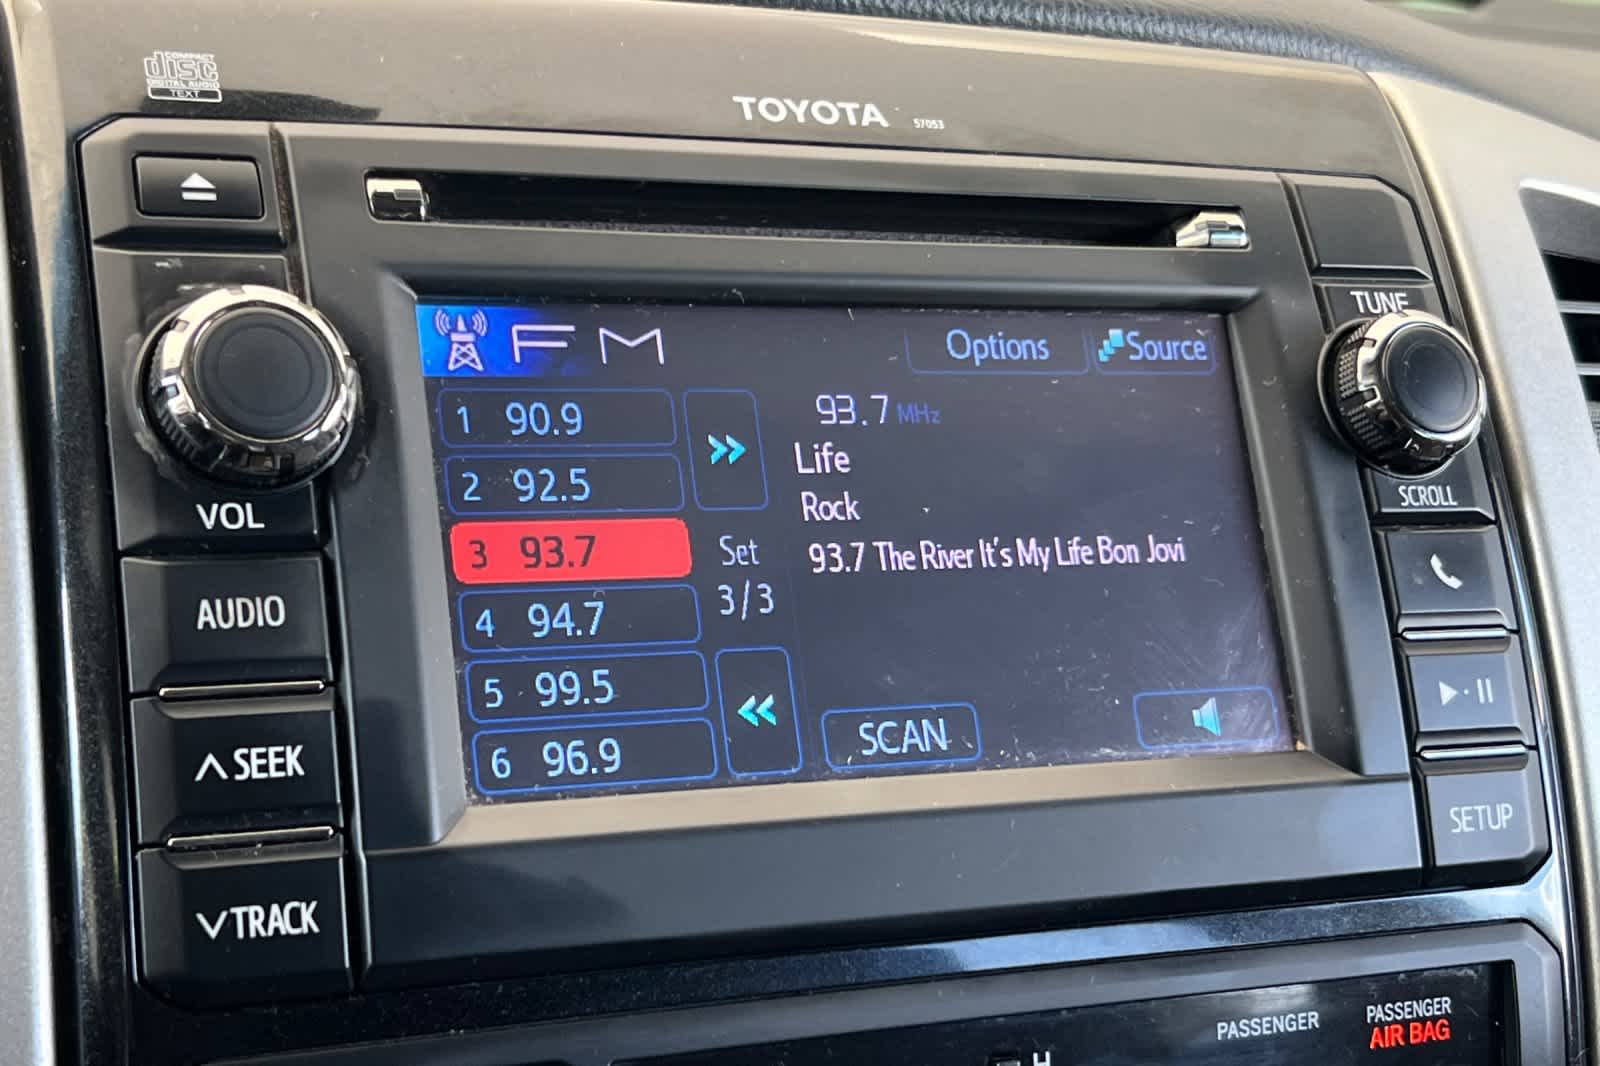 COMPACT
disc
DIGITAL AUDIO
TEXT
TOYOTA 57053
TUNE
FM Options Source
1 90.9
2 92.5
3 93.7
4 94.7
5 99.5
6 96.9
Set
3/3
93.7 MHz
Life
Rock
93.7 The River It's My Life Bon Jovi
SCAN
VOL
AUDIO
SEEK
TRACK
SCROLL
SETUP
PASSENGER
PASSENGER
AIR BAG
H